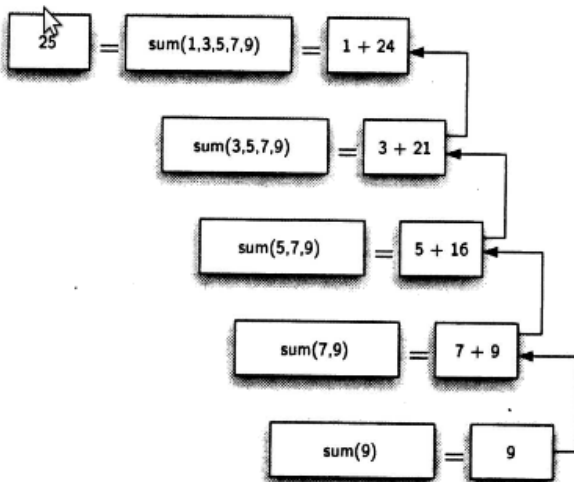 25 = sum(1,3,5,7,9) = 1 + 24
sum(3,5,7,9) = 3 + 21
sum(5,7,9) = 5 + 16
sum(7,9) = 7 + 9
sum(9) = 9